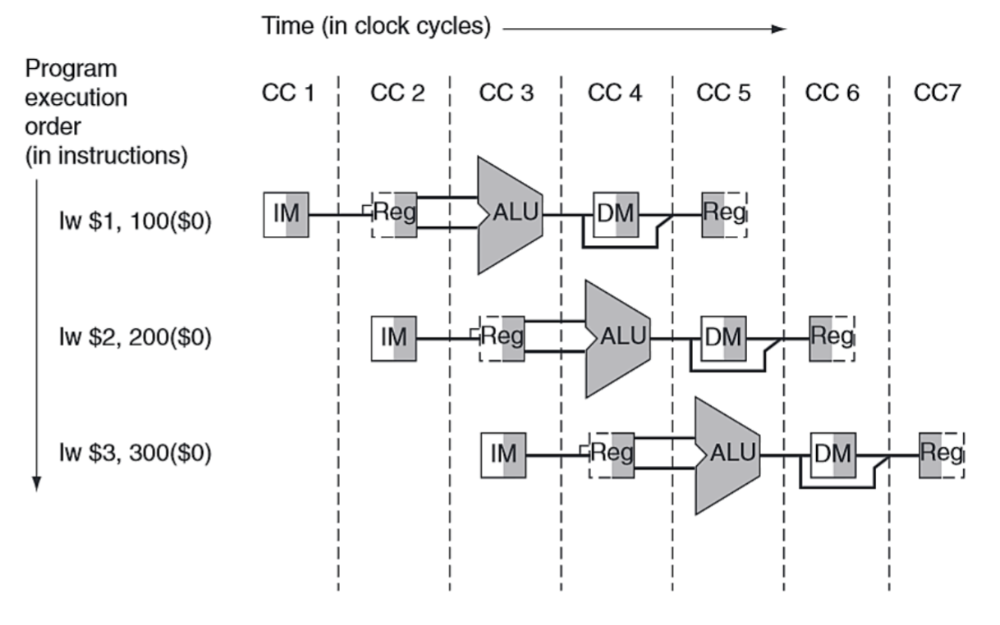 Time (in clock cycles)
Program
execution
order
(in instructions)
CC 1 CC 2 CC 3 CC 4 CC 5 CC 6 CC7
lw $1, 100($0) IM Reg ALU DM Reg
lw $2, 200($0) IM Reg ALU DM Reg
lw $3, 300($0) IM Reg ALU DM Reg